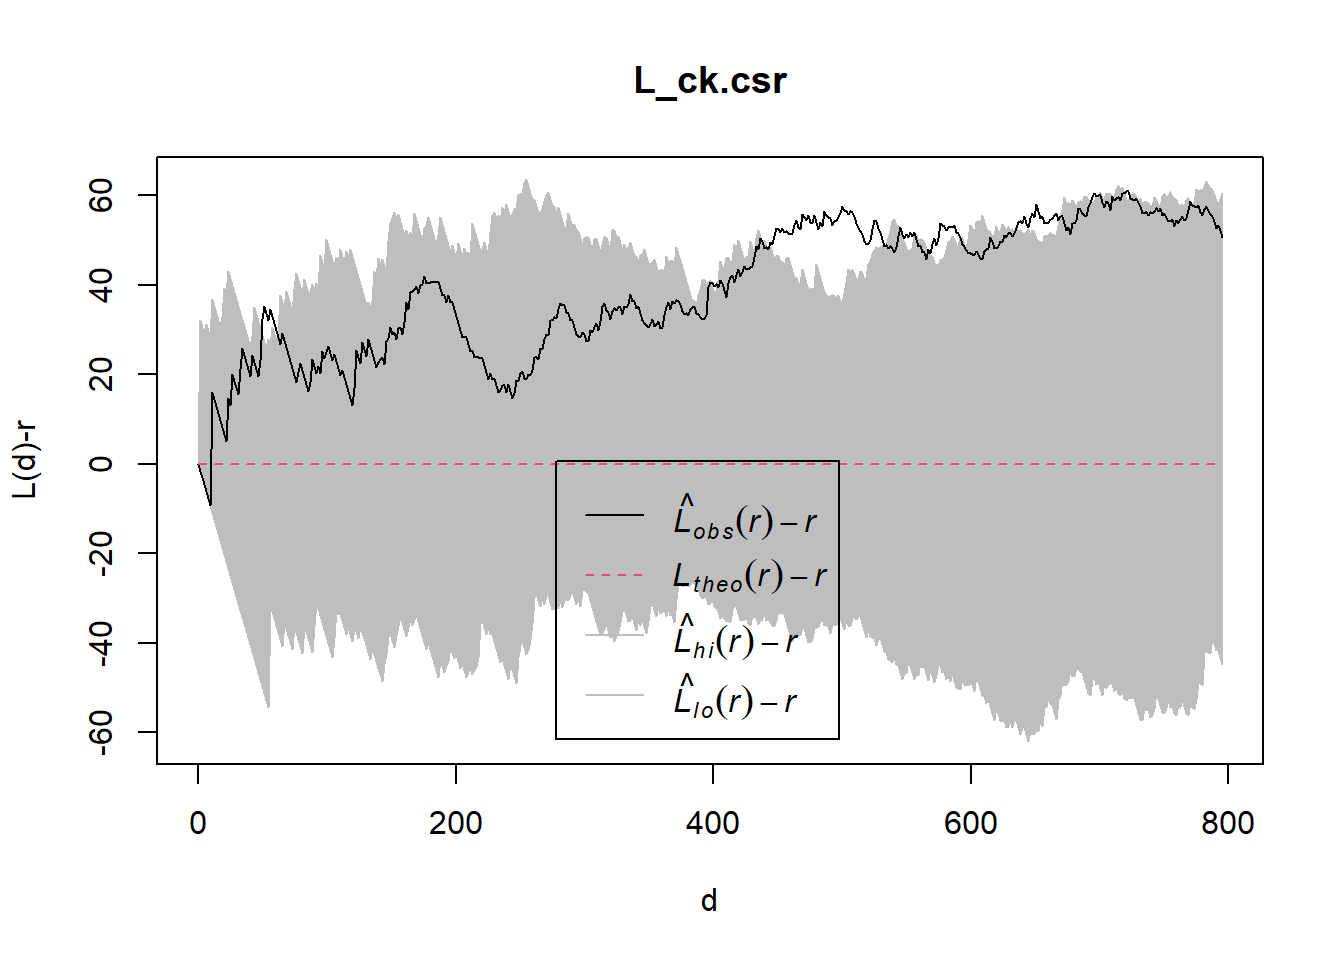 L_ck.csr
L(d)-r
60
40
20
0
-20
-40
-60
L̂obs(r) – r
Ltheo(r) – r
L̂hi(r) – r
L̂lo(r) – r
0 200 400 600 800
d